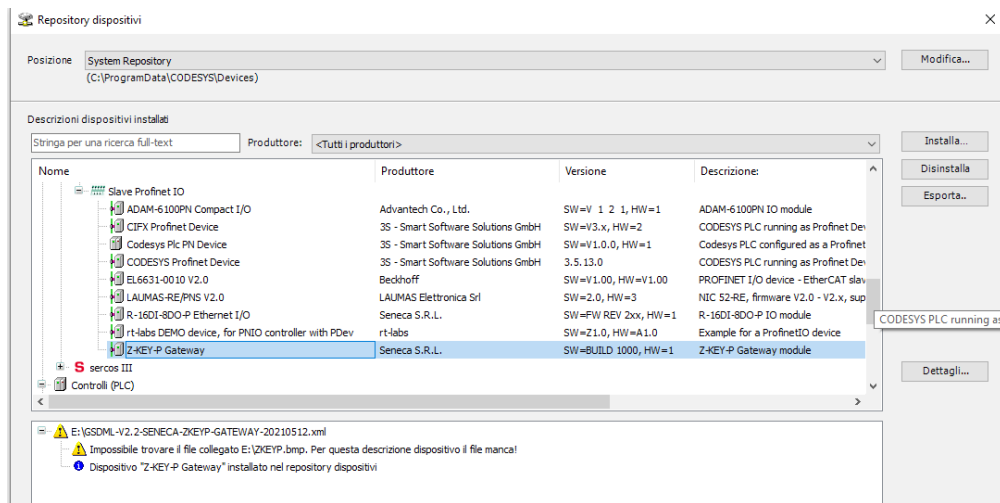 Repository dispositivi
Posizione System Repository Modifica...
(C:\ProgramData\CODESYS\Devices)
Descrizioni dispositivi installati
Stringa per una ricerca full-text Produttore: <Tutti i produttori> Installa...
Nome Produttore Versione Descrizione: Disinstalla
Slave Profinet IO Esporta..
ADAM-6100PN Compact I/O Advantech Co., Ltd. SW=V 1 2 1, HW=1 ADAM-6100PN IO module
CIFX Profinet Device 3S - Smart Software Solutions GmbH SW=V3.x, HW=2 CODESYS PLC running as Profinet Dev
Codesys Plc PN Device 3S - Smart Software Solutions GmbH SW=V1.0.0, HW=1 Codesys PLC configured as a Profinet
CODESYS Profinet Device 3S - Smart Software Solutions GmbH 3.5.13.0 CODESYS PLC running as Profinet Dev
EL6631-0010 V2.0 Beckhoff SW=V1.00, HW=V1.00 PROFINET I/O device - EtherCAT slav
LAUMAS-RE/PNS V2.0 LAUMAS Elettronica Srl SW=2.0, HW=3 NIC 52-RE, firmware V2.0 - V2.x, sup
R-16DI-8DO-P Ethernet I/O Seneca S.R.L. SW=FW REV 2xx, HW=1 R-16DI-8DO-P IO module CODESYS PLC running as
rt-labs DEMO device, for PNIO controller with PDev rt-labs SW=Z1.0, HW=A1.0 Example for a ProfinetIO device
Z-KEY-P Gateway Seneca S.R.L. SW=BUILD 1000, HW=1 Z-KEY-P Gateway module
sercos III Dettagli...
Controlli (PLC)
E:\GSDML-V2.2-SENECA-ZKEYP-GATEWAY-20210512.xml
Impossibile trovare il file collegato E:\ZKEYP.bmp. Per questa descrizione dispositivo il file manca!
Dispositivo "Z-KEY-P Gateway" installato nel repository dispositivi